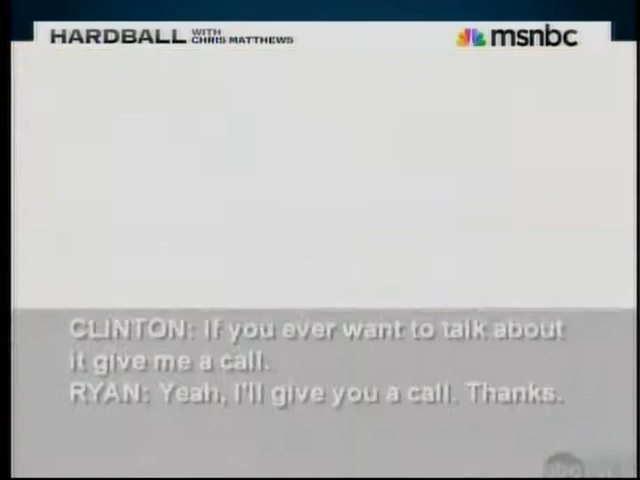 HARDBALL WITH CHRIS MATTHEWS
msnbc
CLINTON: If you ever want to talk about
it give me a call.
RYAN: Yeah, I'll give you a call. Thanks.
abc